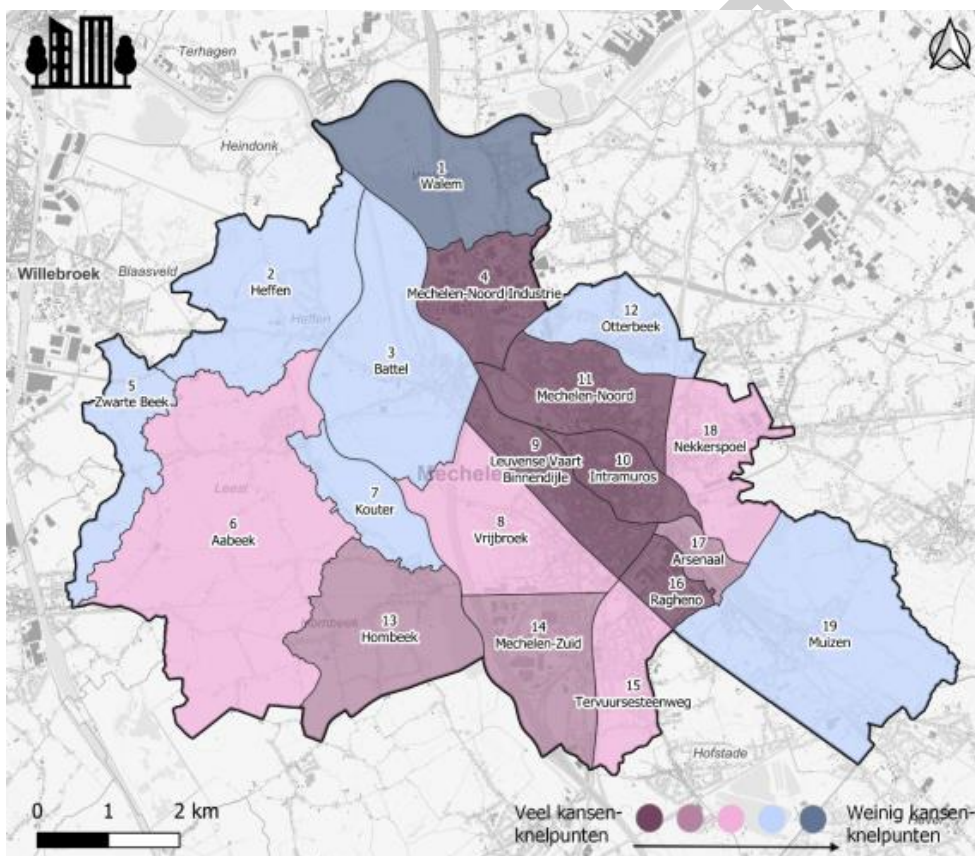 Terhagen
Heindonk
1
Walem
Willebroek
Blaasveld
2
Heffen
Heffen
4
Mechelen-Noord Industrie
12
Otterbeek
3
Battel
5
Zwarte Beek
11
Mechelen-Noord
18
Nekkerspoel
9
Leuvense Vaart
Binnendijle
10
Intramuros
Mechele
Leest
7
Kouter
6
Aabeek
8
Vrijbroek
17
Arsenaal
16
Ragheno
13
Hombeek
Hombeek
14
Mechelen-Zuid
19
Muizen
15
Tervuursesteenweg
Hofstade
0 1 2 km
Veel kansen-
knelpunten
Weinig kansen-
knelpunten